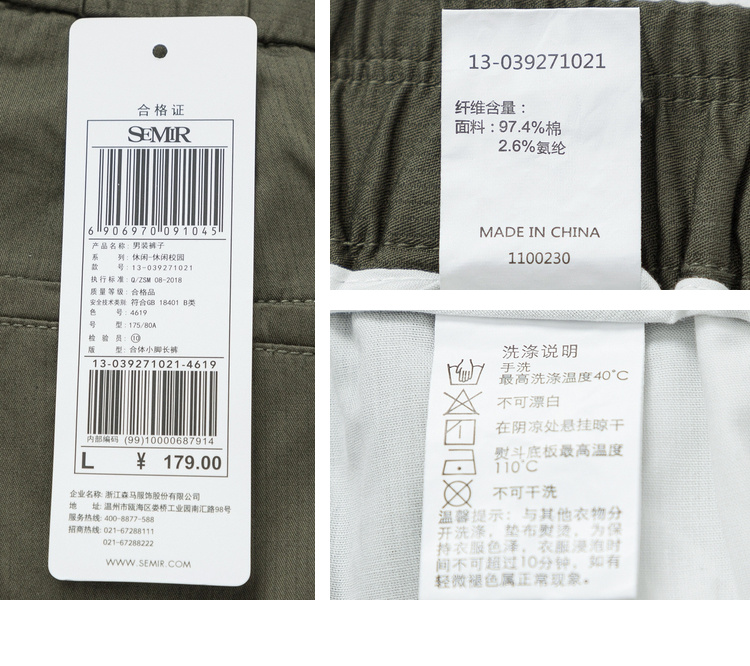 合格证
SEMIR
6 906970 091045
产品名称: 男装裤子
系 列: 休闲-休闲校园
款 号: 13-039271021
执行标准: Q/ZSM 08-2018
质量等级: 合格品
安全技术类别: 符合GB 18401 B类
色 号: 4619
号 型: 175/80A
检 验 员: ⑩
版 型: 合体小脚长裤
13-039271021-4619
内部编码 (99)10000687914
L ¥ 179.00
企业名称: 浙江森马服饰股份有限公司
地 址: 温州市瓯海区娄桥工业园南汇路98号
服务热线: 400-8877-588
招商热线: 021-67288111
021-67288222
WWW.SEMIR.COM
13-039271021
纤维含量：
面料：97.4%棉
2.6%氨纶
MADE IN CHINA
1100230
洗涤说明
手洗
最高洗涤温度40°C
不可漂白
在阴凉处悬挂晾干
熨斗底板最高温度
110°C
不可干洗
温馨提示：与其他衣物分
开洗涤，垫布熨烫，为保
持衣服色泽，衣服浸泡时
间不可超过10分钟，如有
轻微褪色属正常现象。